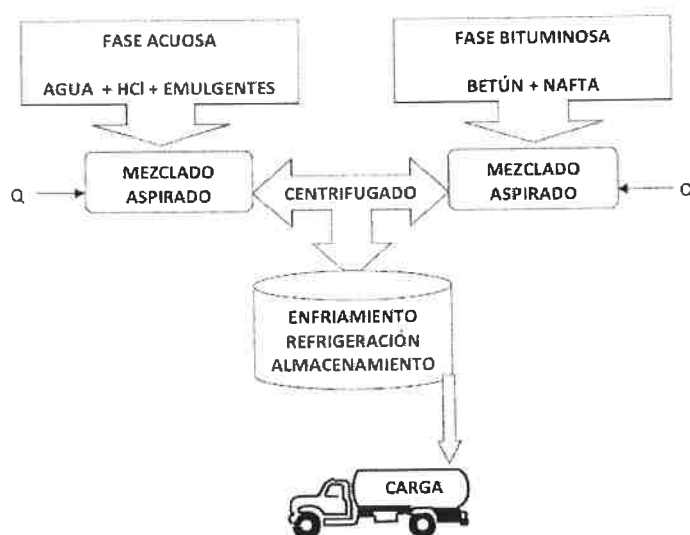 FASE ACUOSA
AGUA + HCl + EMULGENTES
FASE BITUMINOSA
BETÚN + NAFTA
MEZCLADO
ASPIRADO
Q
CENTRIFUGADO
MEZCLADO
ASPIRADO
ENFRIAMIENTO
REFRIGERACIÓN
ALMACENAMIENTO
CARGA